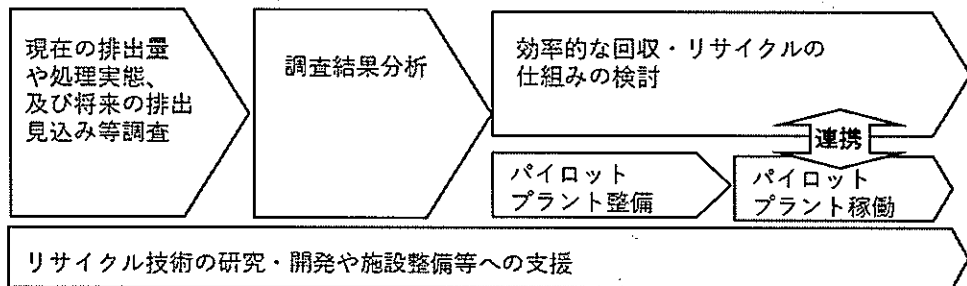 現在の排出量
や処理実態、
及び将来の排出
見込み等調査
調査結果分析
効率的な回収・リサイクルの
仕組みの検討
連携
パイロット
プラント整備
パイロット
プラント稼働
リサイクル技術の研究・開発や施設整備等への支援